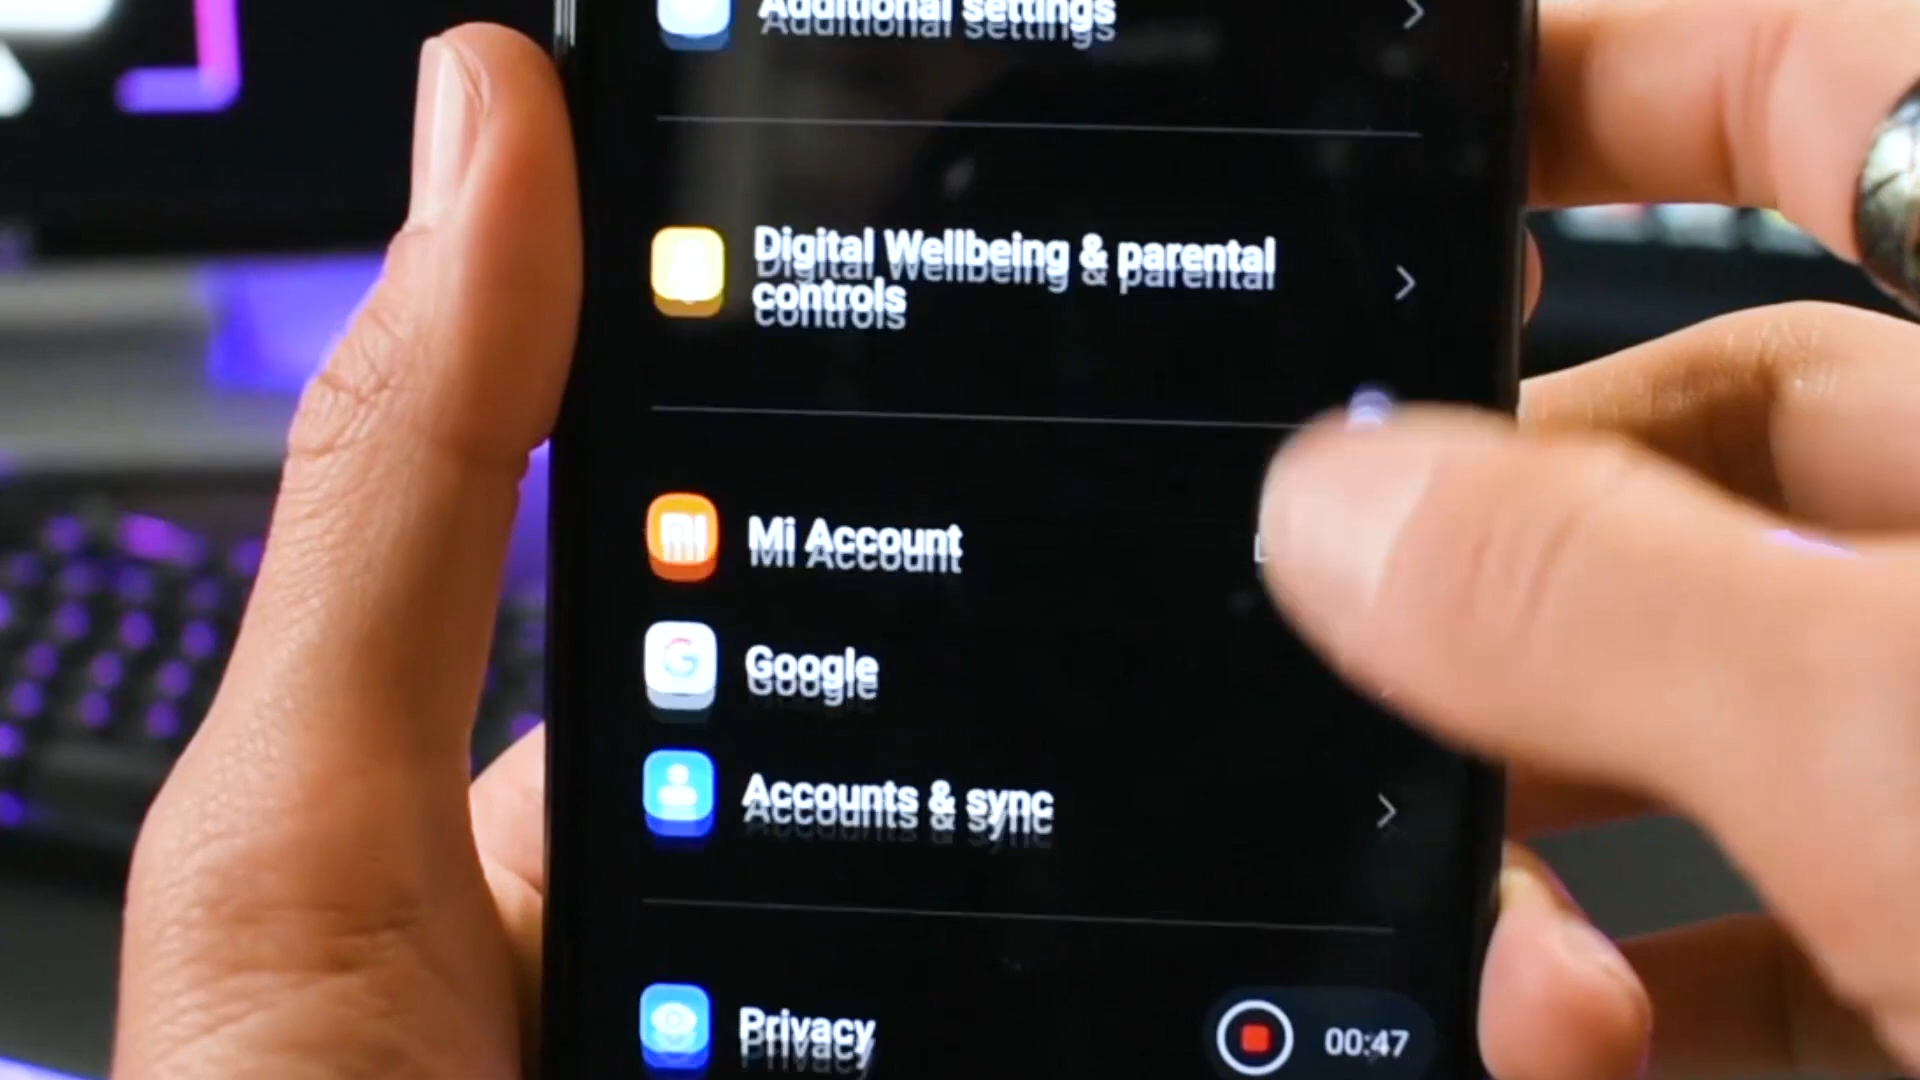 Additional settings
Digital Wellbeing & parental
controls
Mi Account
Google
Accounts & sync
Privacy
00:47